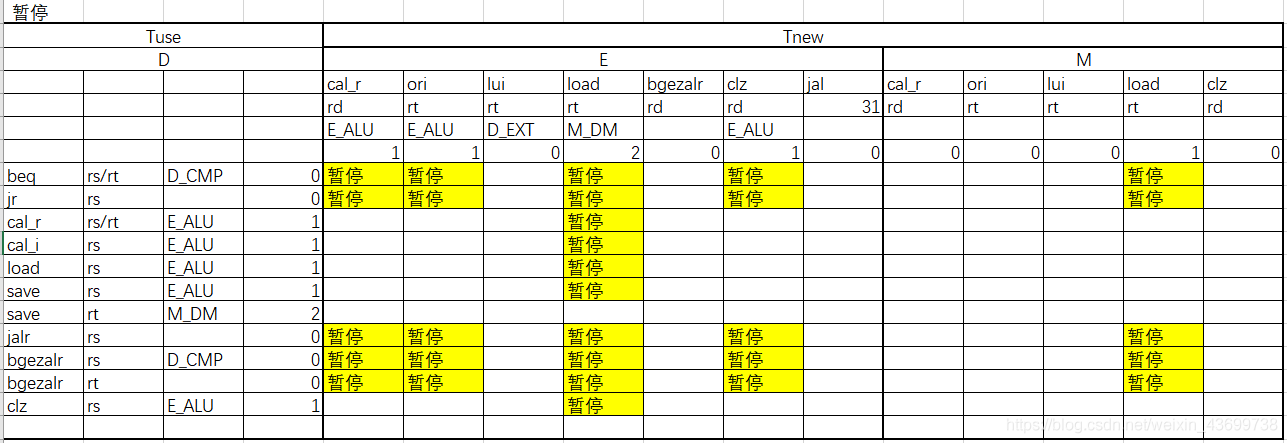 暂停
Tuse Tnew
D E M
cal_r ori lui load bgezalr clz jal cal_r ori lui load clz
rd rt rt rt rd rd 31 rd rt rt rt rd
E_ALU E_ALU D_EXT M_DM E_ALU
1 1 0 2 0 1 0 0 0 0 1 0
beq rs/rt D_CMP 0 暂停 暂停 暂停 暂停 暂停
jr rs 0 暂停 暂停 暂停 暂停 暂停
cal_r rs/rt E_ALU 1 暂停
cal_i rs E_ALU 1 暂停
load rs E_ALU 1 暂停
save rs E_ALU 1 暂停
save rt M_DM 2
jalr rs 0 暂停 暂停 暂停 暂停 暂停
bgezalr rs D_CMP 0 暂停 暂停 暂停 暂停 暂停
bgezalr rt 0 暂停 暂停 暂停 暂停 暂停
clz rs E_ALU 1 暂停
https://blog.csdn.net/weixin_43699738